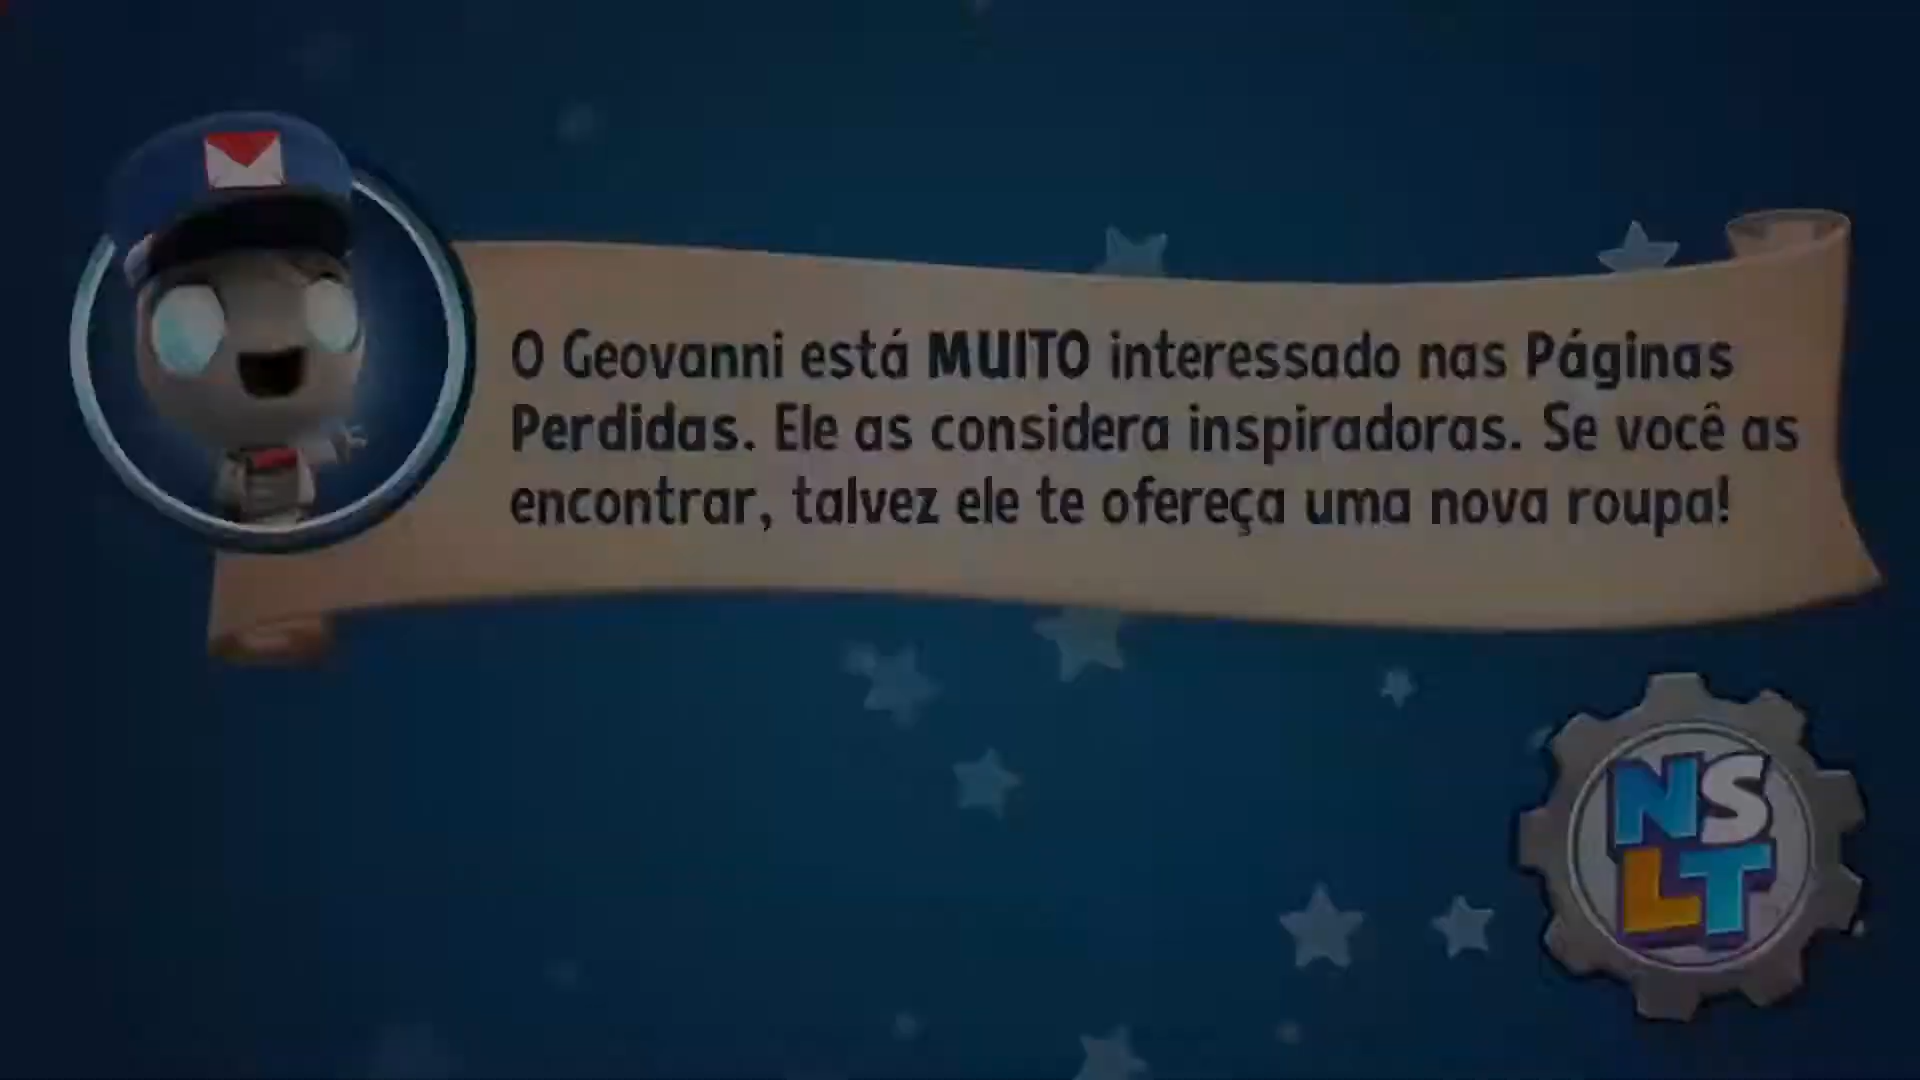 O Geovanni está MUITO interessado nas Páginas
Perdidas. Ele as considera inspiradoras. Se você as
encontrar, talvez ele te ofereça uma nova roupa!
NS
LT